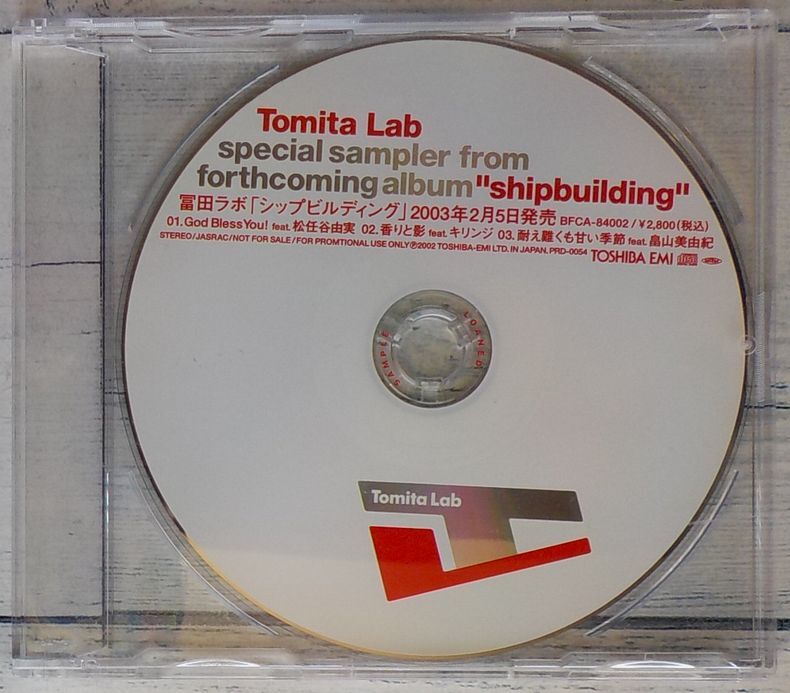 Tomita Lab
special sampler from
forthcoming album "shipbuilding"
冨田ラボ「シップビルディング」2003年2月5日発売 BFCA-84002 / ¥2,800(税込)
01. God Bless You! feat. 松任谷由実 02. 香りと影 feat. キリンジ 03. 耐え難くも甘い季節 feat. 畠山美由紀
STEREO/JASRAC/NOT FOR SALE/FOR PROMTIONAL USE ONLY Ⓟ2002 TOSHIBA-EMI LTD. IN JAPAN. PRD-0054 TOSHIBA EMI
SAMPLE LOANED
Tomita Lab